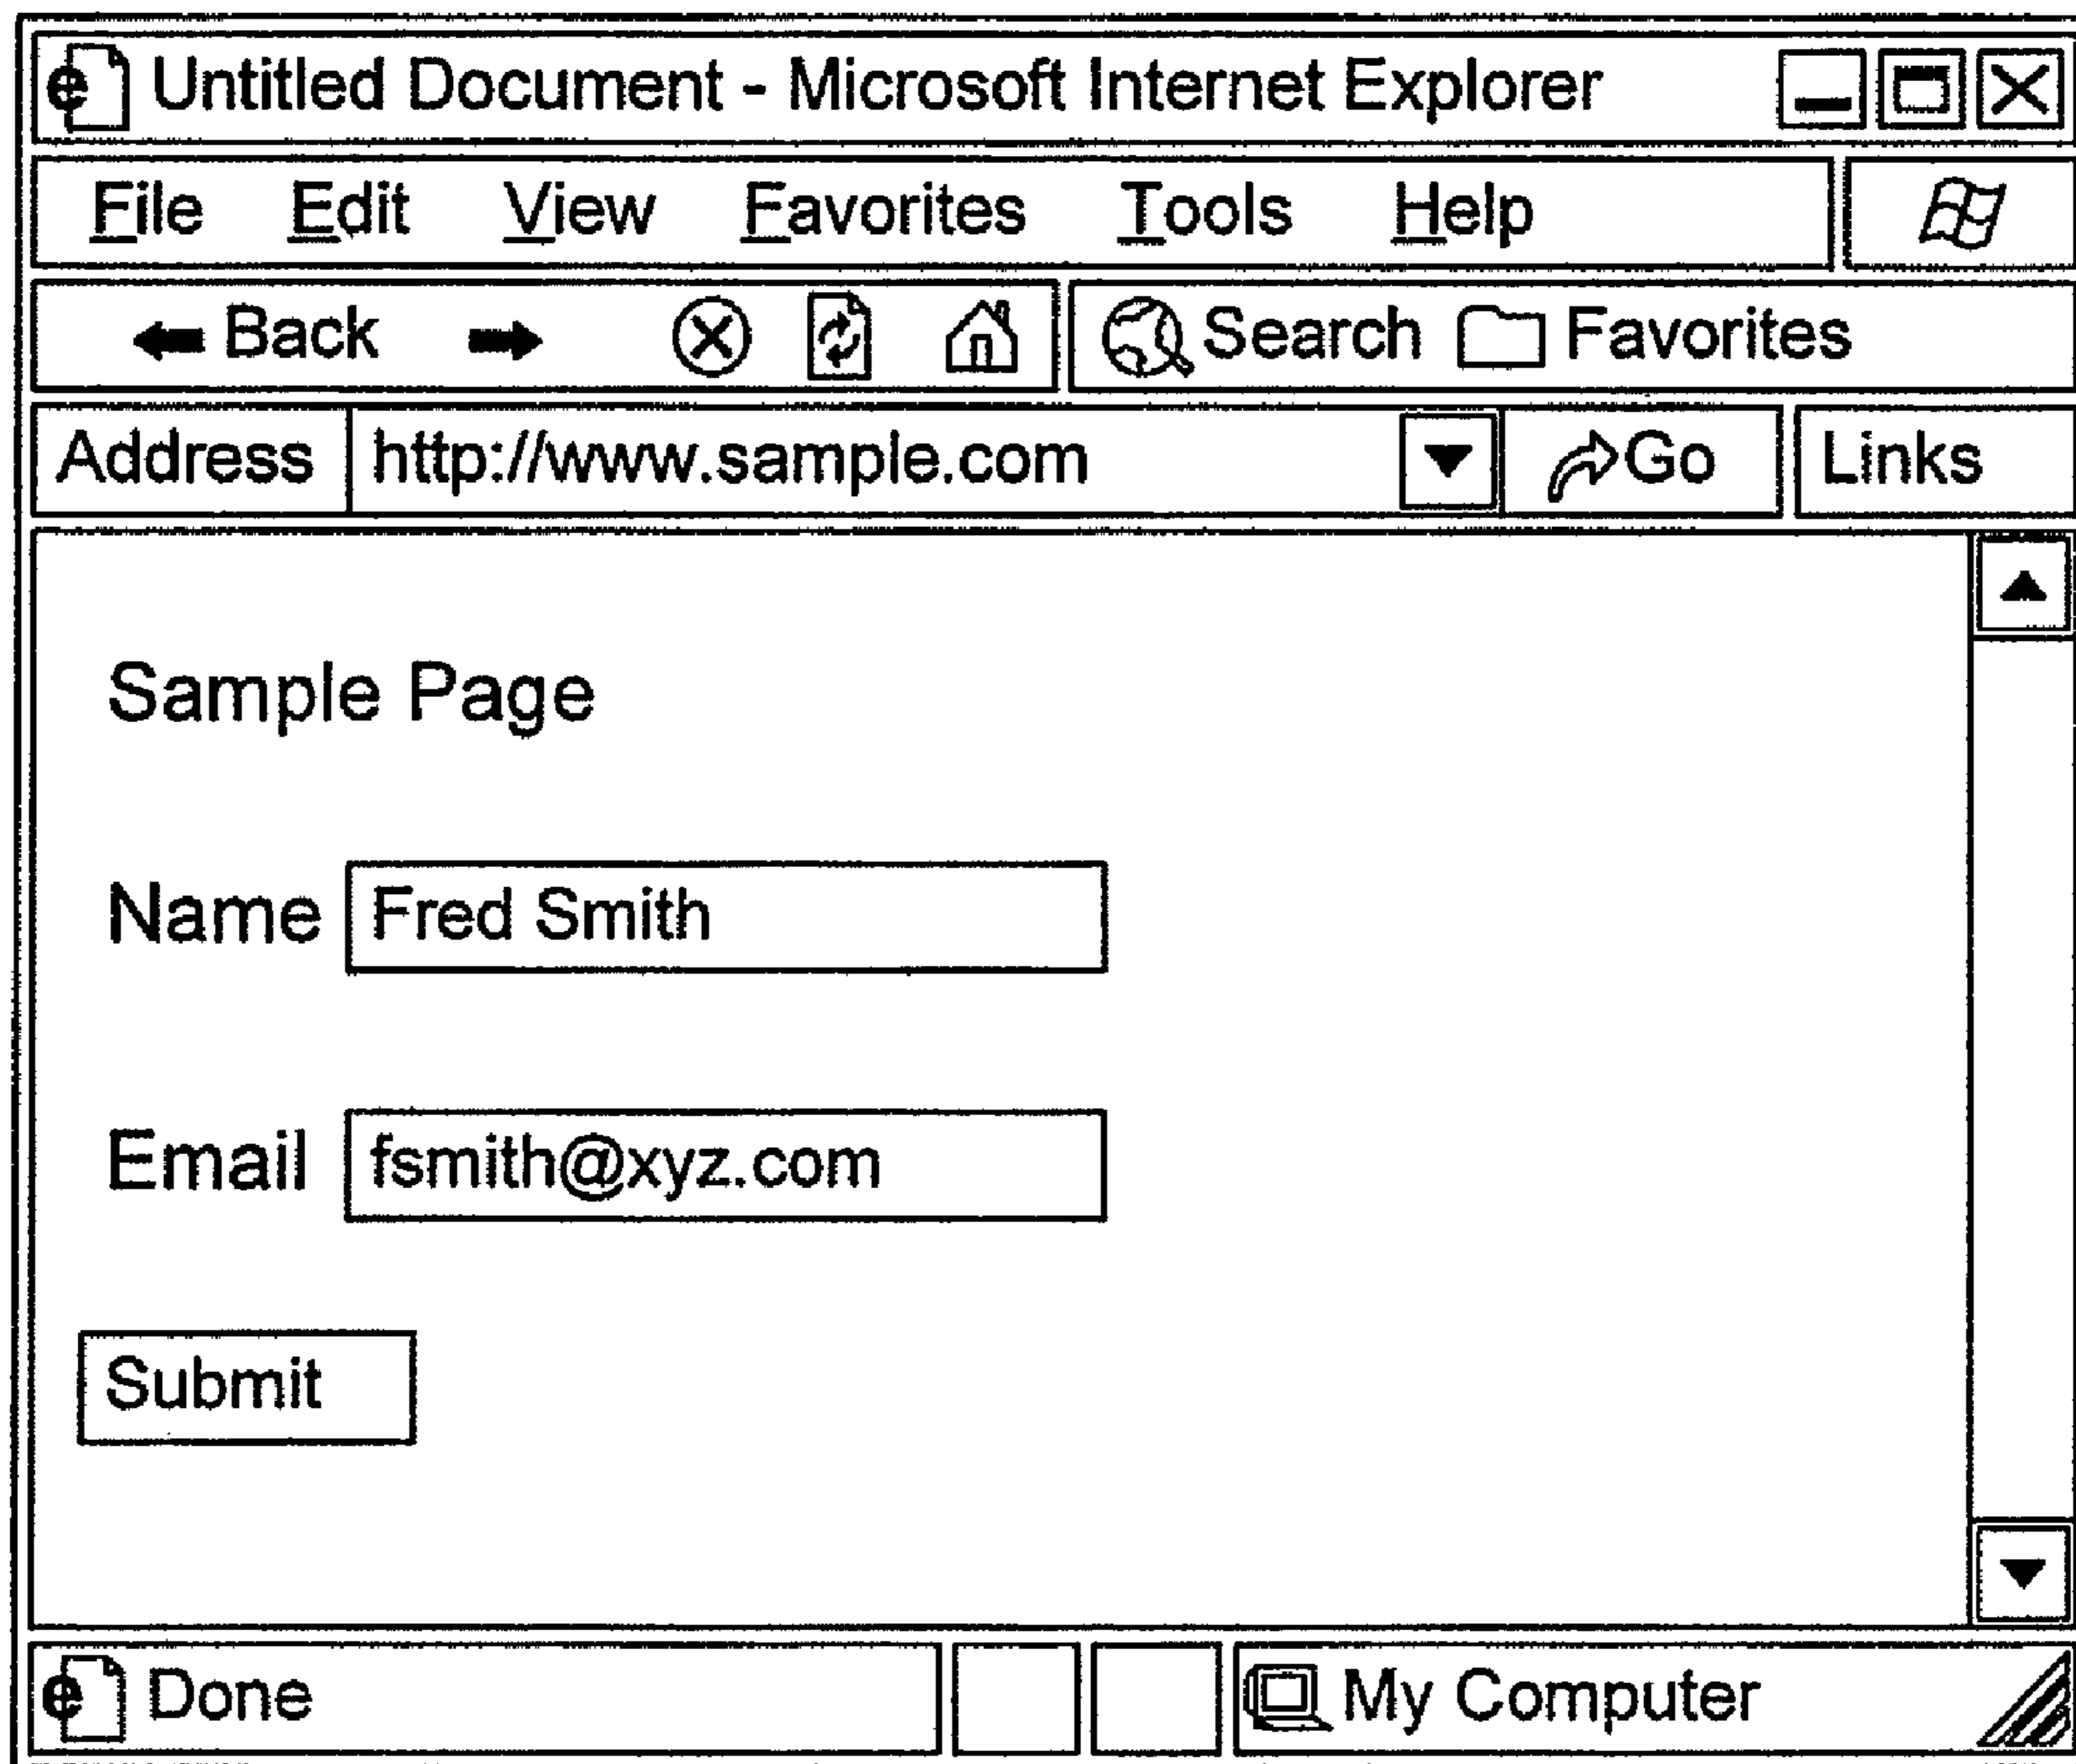 Untitled Document - Microsoft Internet Explorer
File Edit View Favorites Tools Help
Back Search Favorites
Address http://www.sample.com Go Links
Sample Page
Name Fred Smith
Email fsmith@xyz.com
Submit
Done My Computer